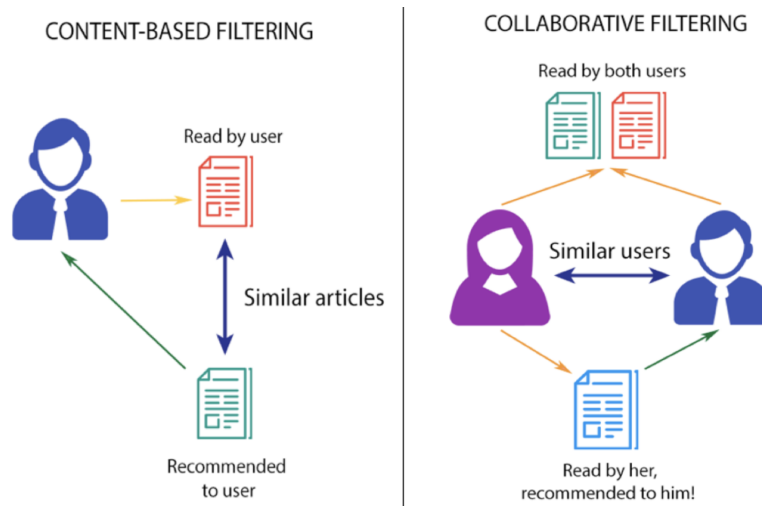 CONTENT-BASED FILTERING
Read by user
Similar articles
Recommended
to user
COLLABORATIVE FILTERING
Read by both users
Similar users
Read by her,
recommended to him!